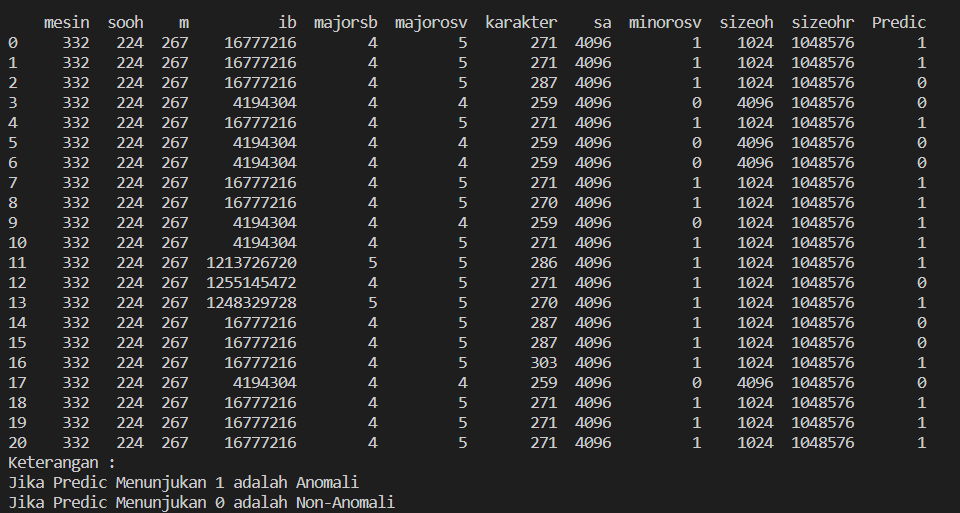 mesin sooh m ib majorsb majorosv karakter sa minorosv sizeoh sizeohr Predic
0 332 224 267 16777216 4 5 271 4096 1 1024 1048576 1
1 332 224 267 16777216 4 5 271 4096 1 1024 1048576 1
2 332 224 267 16777216 4 5 287 4096 1 1024 1048576 0
3 332 224 267 4194304 4 4 259 4096 0 4096 1048576 0
4 332 224 267 16777216 4 5 271 4096 1 1024 1048576 1
5 332 224 267 4194304 4 4 259 4096 0 4096 1048576 0
6 332 224 267 4194304 4 4 259 4096 0 4096 1048576 0
7 332 224 267 16777216 4 5 271 4096 1 1024 1048576 1
8 332 224 267 16777216 4 5 270 4096 1 1024 1048576 1
9 332 224 267 4194304 4 4 259 4096 0 1024 1048576 1
10 332 224 267 4194304 4 5 271 4096 1 1024 1048576 1
11 332 224 267 1213726720 5 5 286 4096 1 1024 1048576 1
12 332 224 267 1255145472 4 5 271 4096 1 1024 1048576 0
13 332 224 267 1248329728 5 5 270 4096 1 1024 1048576 1
14 332 224 267 16777216 4 5 287 4096 1 1024 1048576 0
15 332 224 267 16777216 4 5 287 4096 1 1024 1048576 0
16 332 224 267 16777216 4 5 303 4096 1 1024 1048576 1
17 332 224 267 4194304 4 4 259 4096 0 4096 1048576 0
18 332 224 267 16777216 4 5 271 4096 1 1024 1048576 1
19 332 224 267 16777216 4 5 271 4096 1 1024 1048576 1
20 332 224 267 16777216 4 5 271 4096 1 1024 1048576 1
Keterangan :
Jika Predic Menunjukan 1 adalah Anomali
Jika Predic Menunjukan 0 adalah Non-Anomali